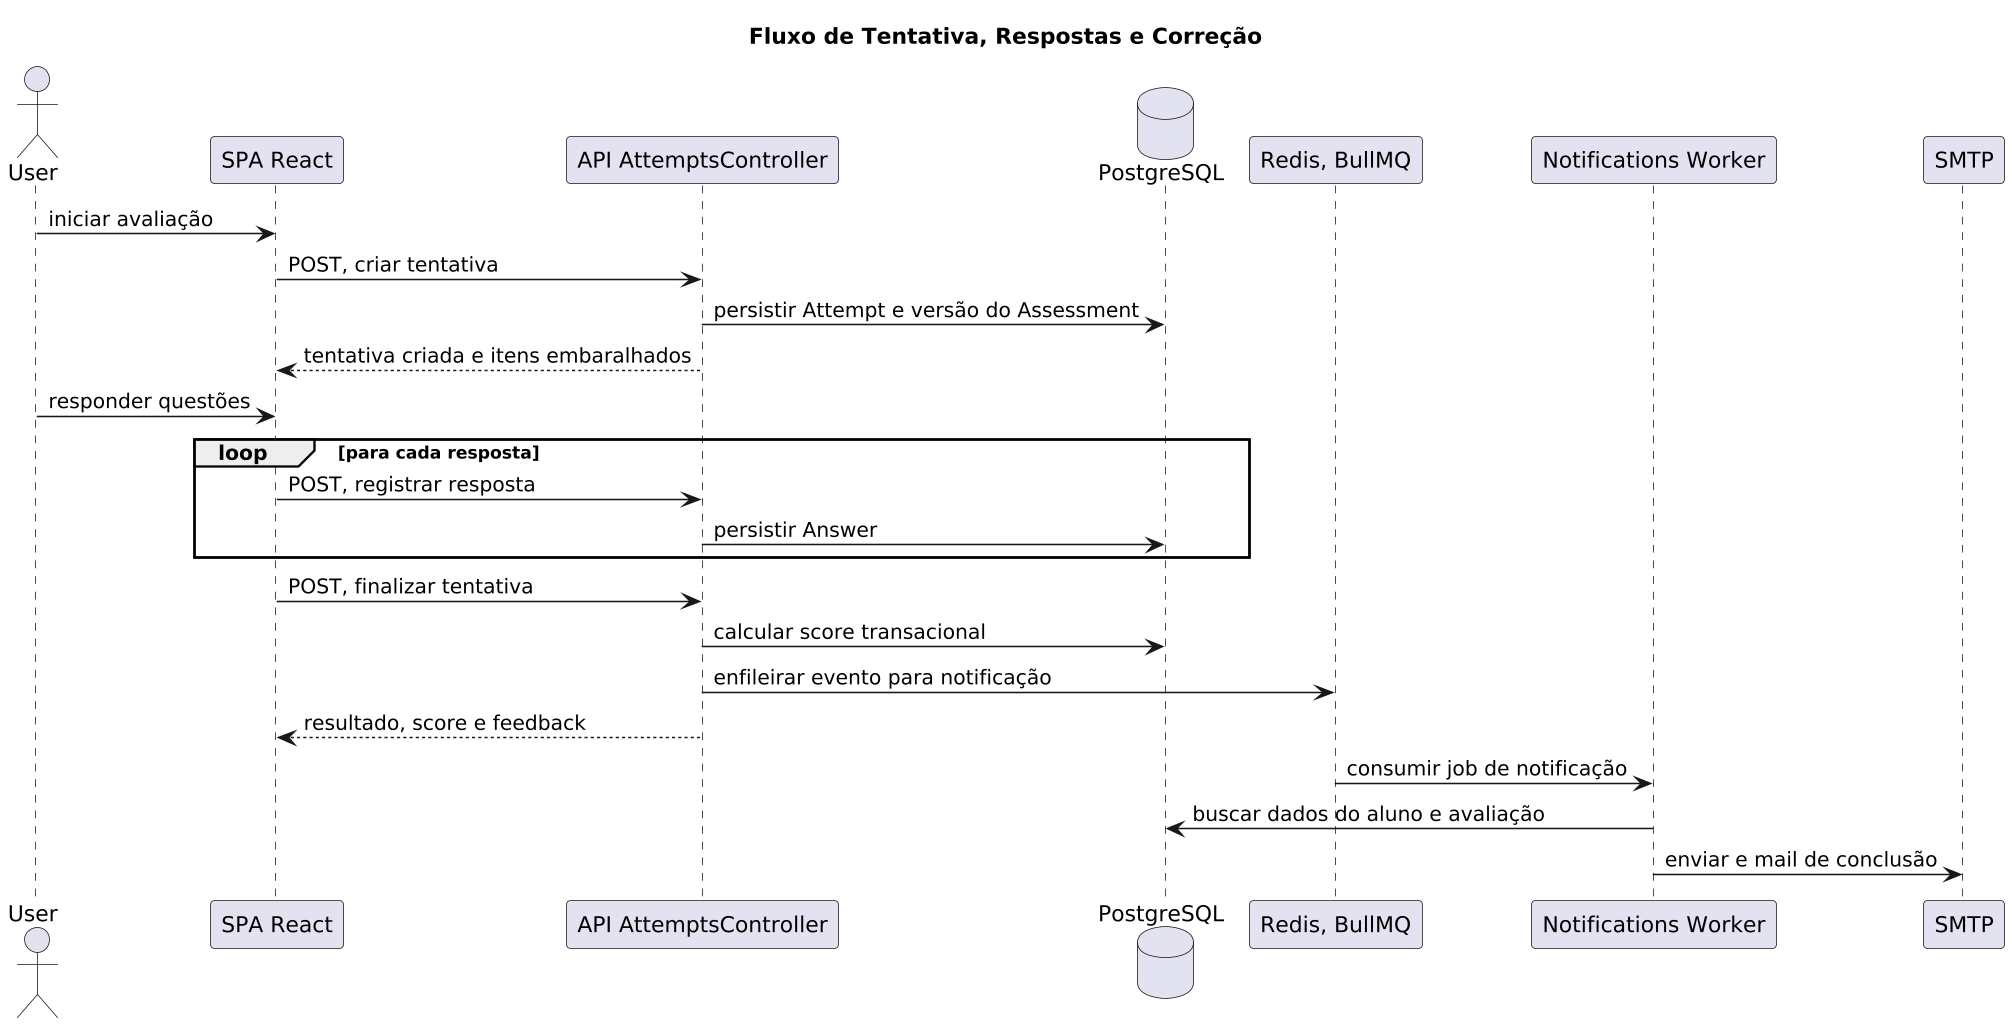 Fluxo de Tentativa, Respostas e Correção
User
SPA React
API AttemptsController
PostgreSQL
Redis, BullMQ
Notifications Worker
SMTP
iniciar avaliação
POST, criar tentativa
persistir Attempt e versão do Assessment
tentativa criada e itens embaralhados
responder questões
loop
[para cada resposta]
POST, registrar resposta
persistir Answer
POST, finalizar tentativa
calcular score transacional
enfileirar evento para notificação
resultado, score e feedback
consumir job de notificação
buscar dados do aluno e avaliação
enviar e mail de conclusão
User
SPA React
API AttemptsController
PostgreSQL
Redis, BullMQ
Notifications Worker
SMTP